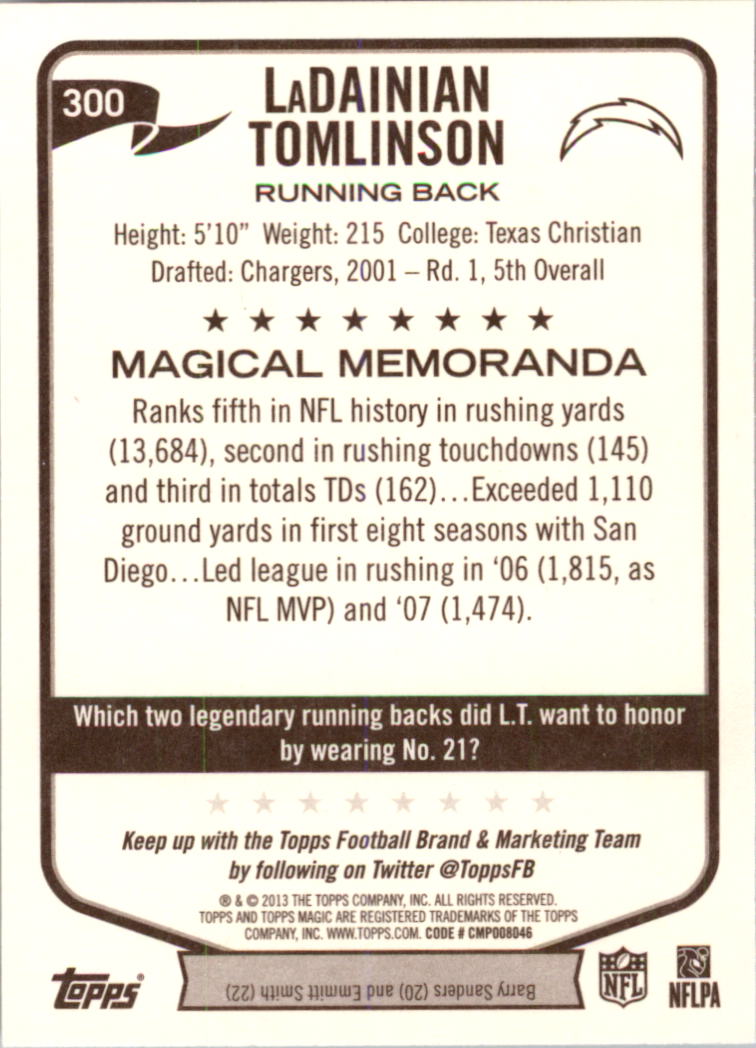 300
LADAINIAN
TOMLINSON
RUNNING BACK
Height: 5'10" Weight: 215 College: Texas Christian
Drafted: Chargers, 2001 – Rd. 1, 5th Overall
MAGICAL MEMORANDA
Ranks fifth in NFL history in rushing yards
(13,684), second in rushing touchdowns (145)
and third in totals TDs (162)...Exceeded 1,110
ground yards in first eight seasons with San
Diego...Led league in rushing in ‘06 (1,815, as
NFL MVP) and ‘07 (1,474).
Which two legendary running backs did L.T. want to honor
by wearing No. 21?
Keep up with the Topps Football Brand & Marketing Team
by following on Twitter @ToppsFB
® & © 2013 THE TOPPS COMPANY, INC. ALL RIGHTS RESERVED.
TOPPS AND TOPPS MAGIC ARE REGISTERED TRADEMARKS OF THE TOPPS
COMPANY, INC. WWW.TOPPS.COM. CODE # CMP008046
topps®
Barry Sanders (20) and Emmitt Smith (22)
NFL
NFLPA